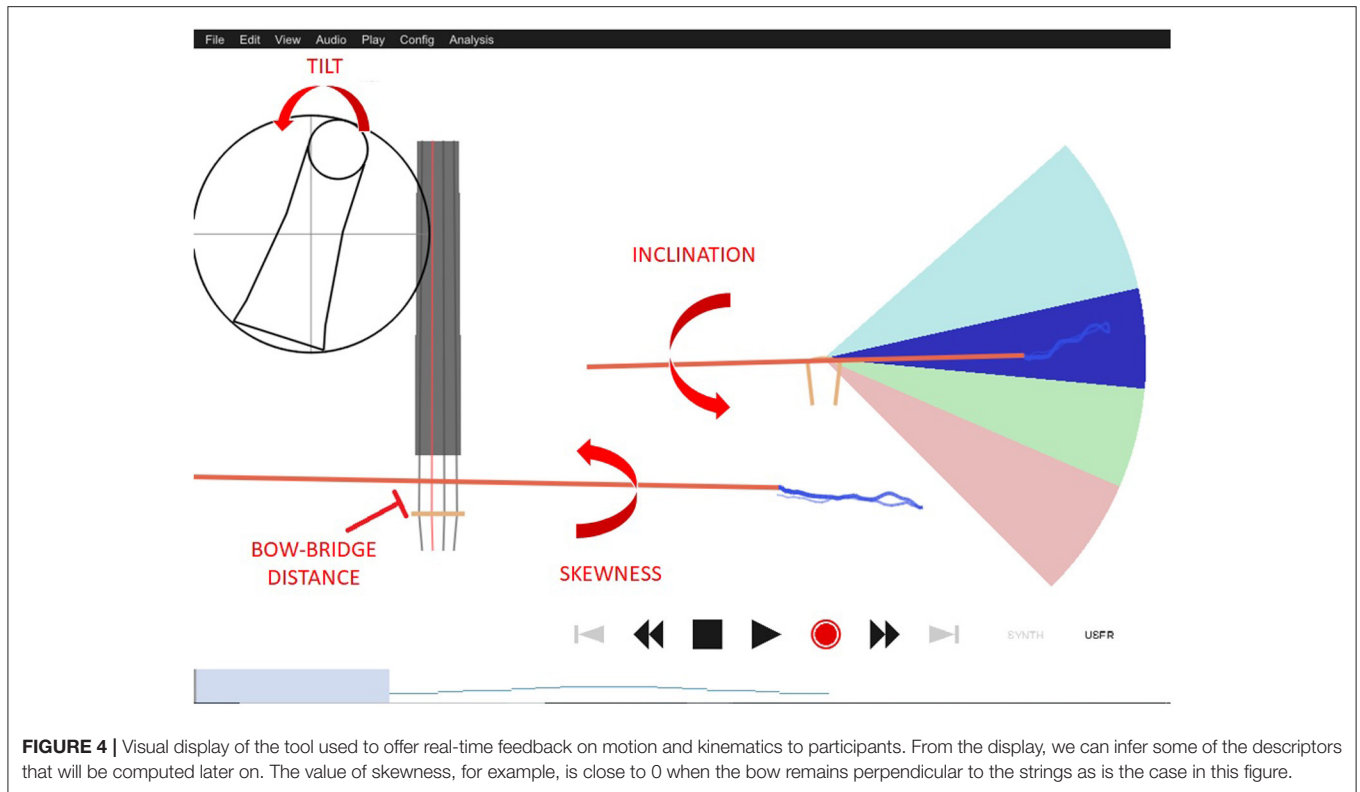 File Edit View Audio Play Config Analysis
TILT
INCLINATION
BOW-BRIDGE
DISTANCE
SKEWNESS
SYNTH USER
FIGURE 4 | Visual display of the tool used to offer real-time feedback on motion and kinematics to participants. From the display, we can infer some of the descriptors
that will be computed later on. The value of skewness, for example, is close to 0 when the bow remains perpendicular to the strings as is the case in this figure.